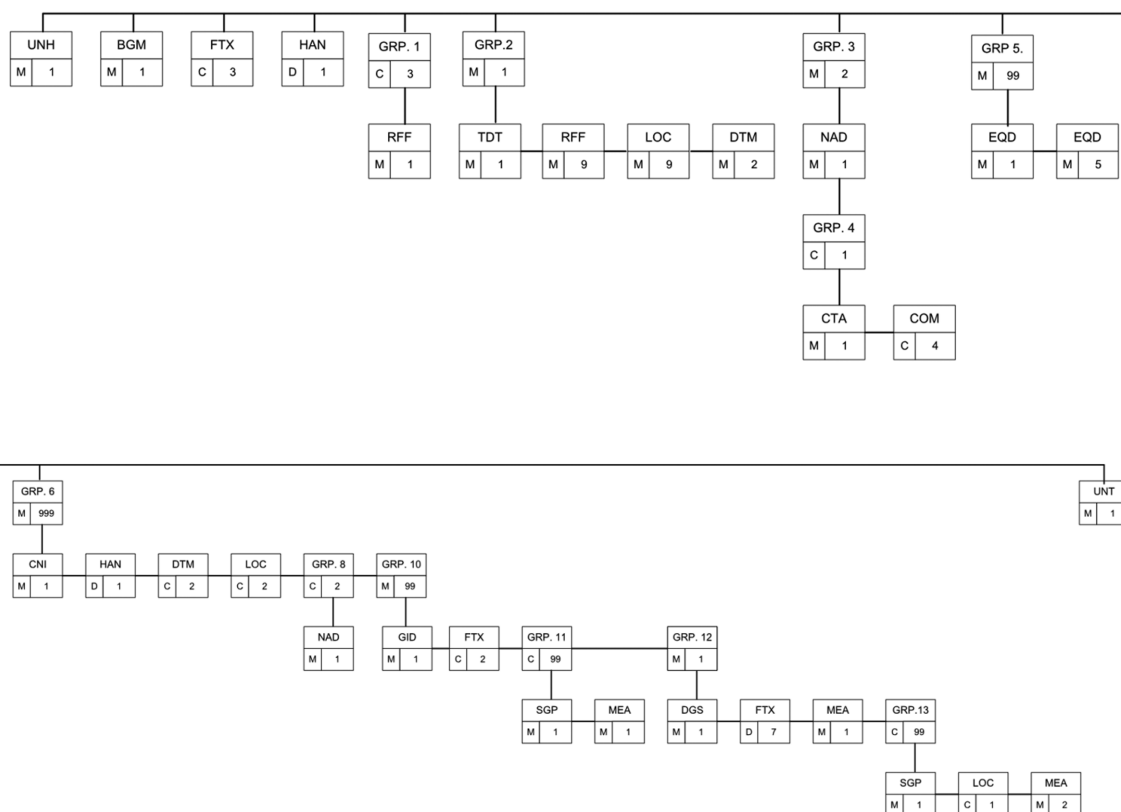 UNH BGM FTX HAN GRP. 1 GRP.2 GRP. 3 GRP 5.
M 1 M 1 C 3 D 1 C 3 M 1 M 2 M 99
RFF TDT RFF LOC DTM NAD EQD EQD
M 1 M 1 M 9 M 9 M 2 M 1 M 1 M 5
GRP. 4
C 1
CTA COM
M 1 C 4
GRP. 6 UNT
M 999 M 1
CNI HAN DTM LOC GRP. 8 GRP. 10
M 1 D 1 C 2 C 2 C 2 M 99
NAD GID FTX GRP. 11 GRP. 12
M 1 M 1 C 2 C 99 M 1
SGP MEA DGS FTX MEA GRP.13
M 1 M 1 M 1 D 7 M 1 C 99
SGP LOC MEA
M 1 C 1 M 2